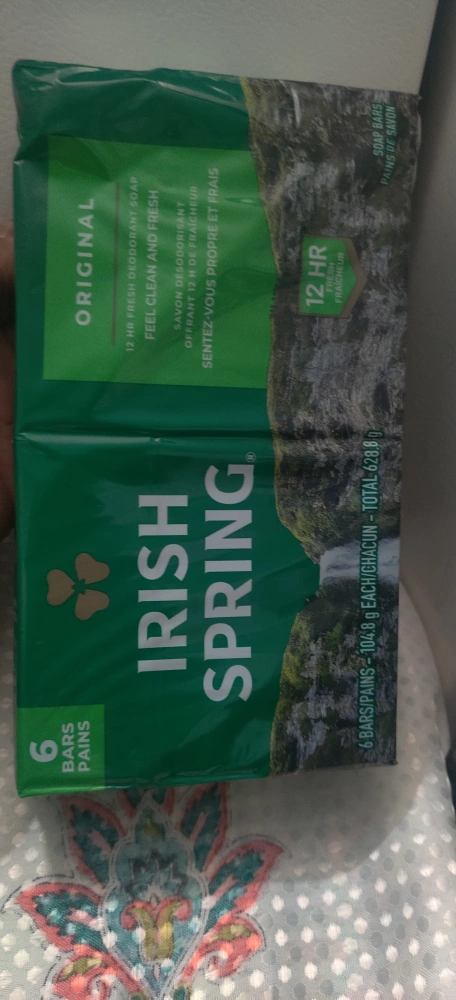 6
BARS
PAINS
IRISH
SPRING®
ORIGINAL
12 HR FRESH DEODORANT SOAP
FEEL CLEAN AND FRESH
SAVON DÉSODORISANT
OFFRANT 12 H DE FRAÎCHEUR
SENTEZ-VOUS PROPRE ET FRAIS
12 HR
FRESH
FRAÎCHEUR
6 BARS/PAINS – 104.8 g EACH/CHACUN – TOTAL 628.8 g
SOAP BARS
PAINS DE SAVON